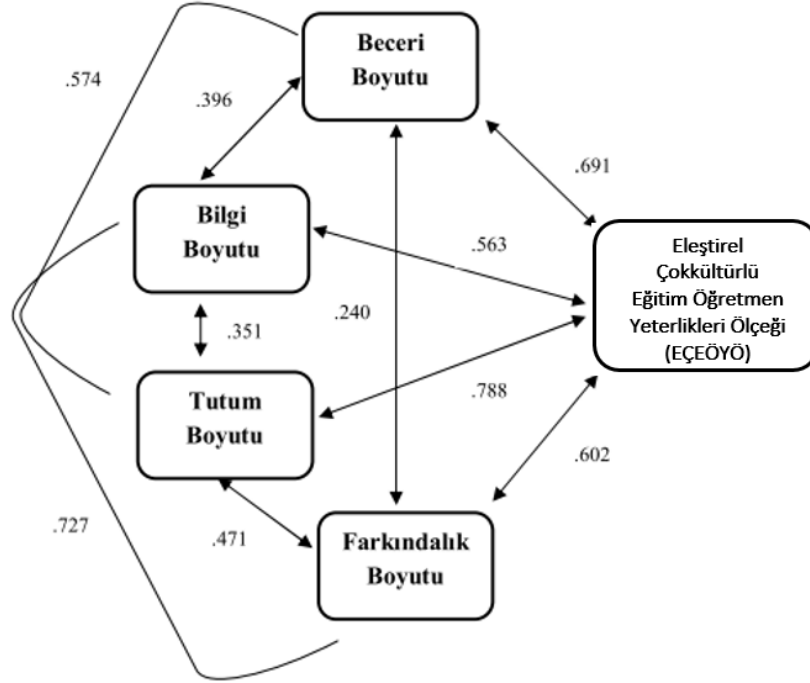 Beceri
Boyutu
.574
.396
.691
Bilgi
Boyutu
.563
Eleştirel
Çokkültürlü
Eğitim Öğretmen
Yeterlikleri Ölçeği
(EÇEÖYÖ)
.240
.351
Tutum
Boyutu
.788
.602
.727
.471
Farkındalık
Boyutu